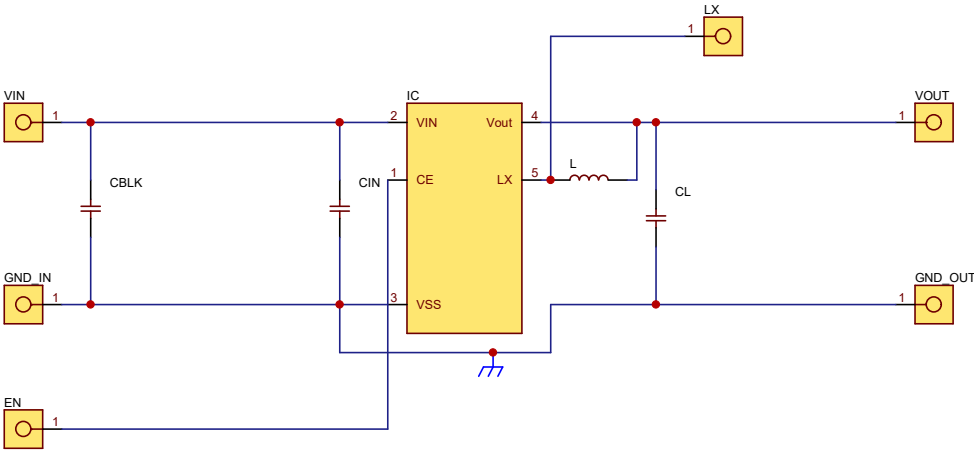 LX
1
VIN
1
IC
VOUT
2
VIN
Vout
4
1
L
1
CE
LX
5
CBLK
CIN
CL
GND_IN
1
3
VSS
GND_OUT
1
EN
1